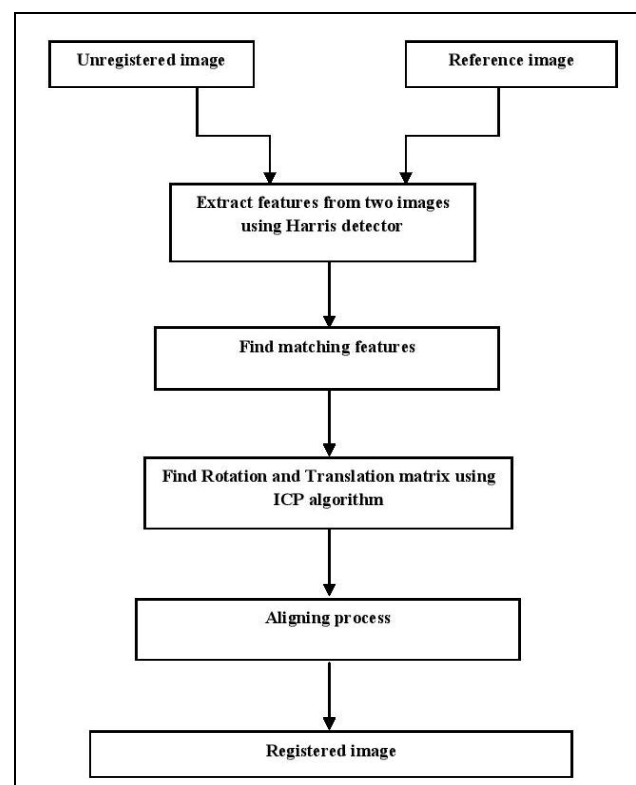 Unregistered image
Reference image
Extract features from two images
using Harris detector
Find matching features
Find Rotation and Translation matrix using
ICP algorithm
Aligning process
Registered image